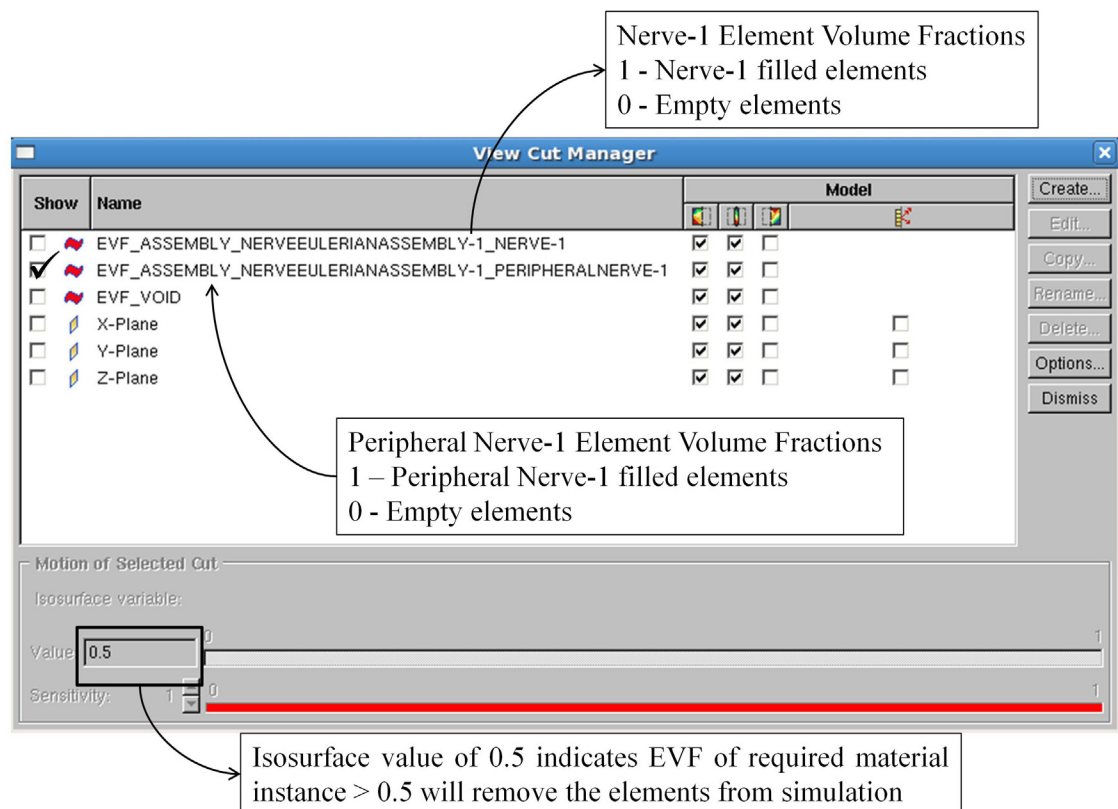 Nerve-1 Element Volume Fractions
1 - Nerve-1 filled elements
0 - Empty elements
View Cut Manager
Show Name Model
EVF_ASSEMBLY_NERVEEULERIANASSEMBLY-1_NERVE-1
EVF_ASSEMBLY_NERVEEULERIANASSEMBLY-1_PERIPHERALNERVE-1
EVF_VOID
X-Plane
Y-Plane
Z-Plane
Create...
Edit...
Copy...
Rename...
Delete...
Options...
Dismiss
Peripheral Nerve-1 Element Volume Fractions
1 – Peripheral Nerve-1 filled elements
0 - Empty elements
Motion of Selected Cut
Isosurface variable:
0 1
Value: 0.5
Sensitivity: 1 0 1
Isosurface value of 0.5 indicates EVF of required material
instance > 0.5 will remove the elements from simulation